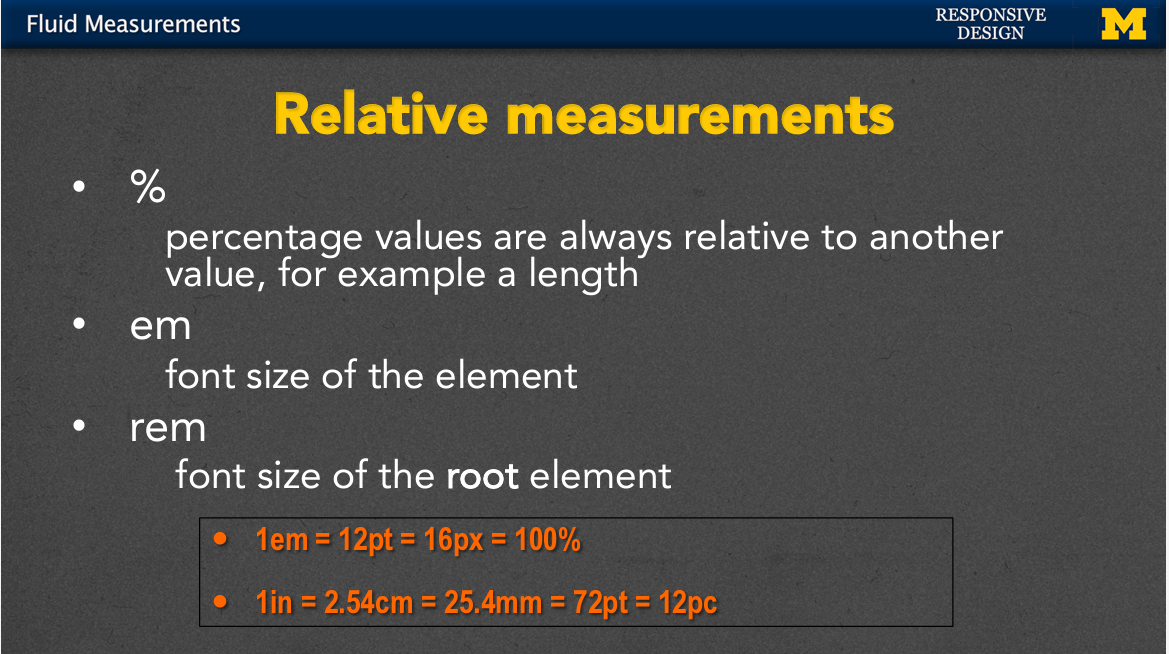 Fluid Measurements
RESPONSIVE
DESIGN
M
Relative measurements
• %
percentage values are always relative to another
value, for example a length
• em
font size of the element
• rem
font size of the root element
• 1em = 12pt = 16px = 100%
• 1in = 2.54cm = 25.4mm = 72pt = 12pc